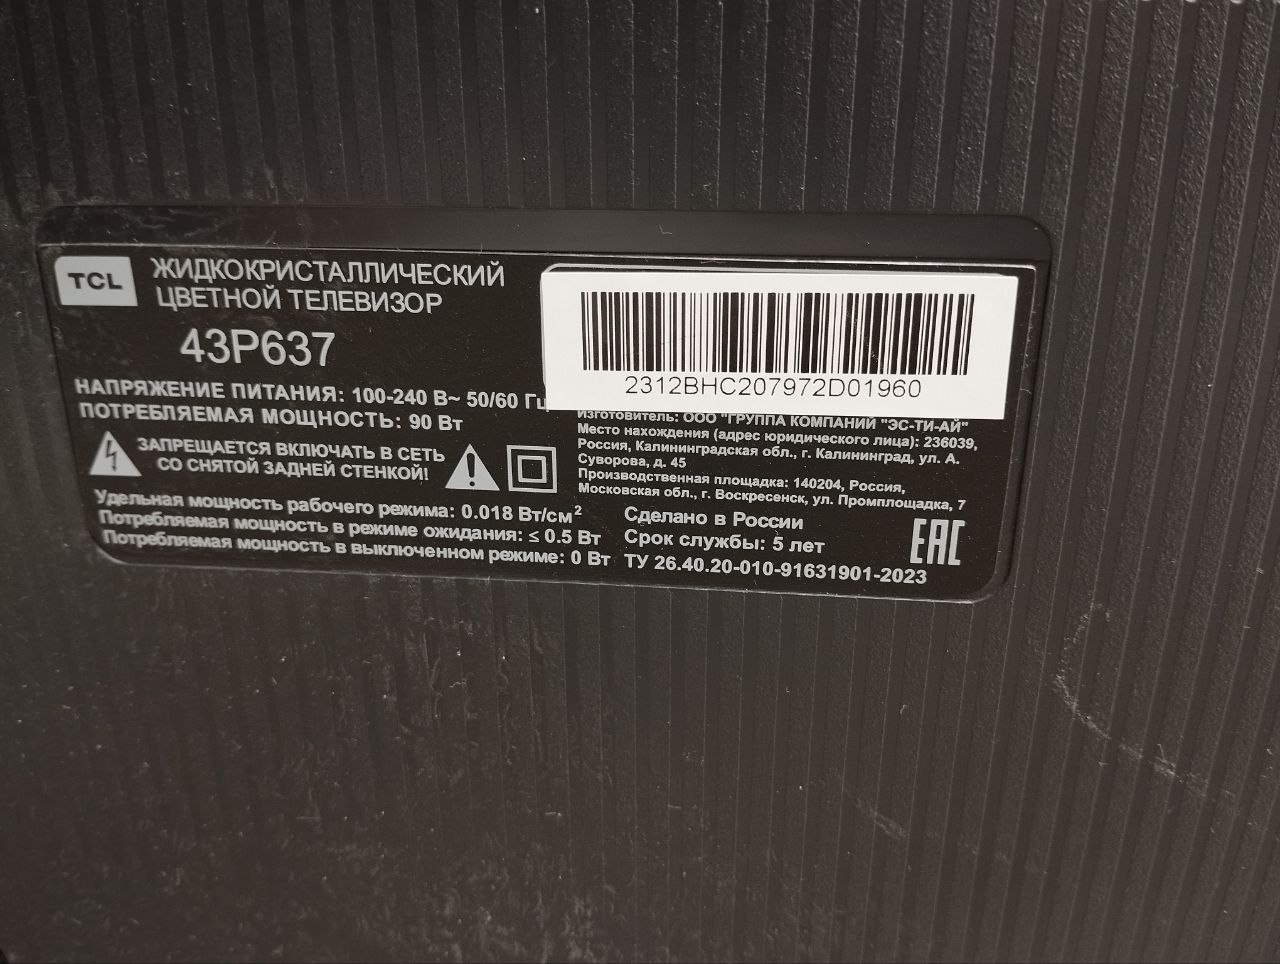 TCL
ЖИДКОКРИСТАЛЛИЧЕСКИЙ
ЦВЕТНОЙ ТЕЛЕВИЗОР
43P637
НАПРЯЖЕНИЕ ПИТАНИЯ: 100-240 В~ 50/60 Гц
ПОТРЕБЛЯЕМАЯ МОЩНОСТЬ: 90 Вт
ЗАПРЕЩАЕТСЯ ВКЛЮЧАТЬ В СЕТЬ
СО СНЯТОЙ ЗАДНЕЙ СТЕНКОЙ!
Удельная мощность рабочего режима: 0.018 Вт/см²
Потребляемая мощность в режиме ожидания: ≤ 0.5 Вт
Потребляемая мощность в выключенном режиме: 0 Вт
2312BHC207972D01960
Изготовитель: ООО "ГРУППА КОМПАНИЙ "ЭС-ТИ-АЙ"
Место нахождения (адрес юридического лица): 236039,
Россия, Калининградская обл., г. Калининград, ул. А.
Суворова, д. 45
Производственная площадка: 140204, Россия,
Московская обл., г. Воскресенск, ул. Промплощадка, 7
Сделано в России
Срок службы: 5 лет
ТУ 26.40.20-010-91631901-2023
EAC